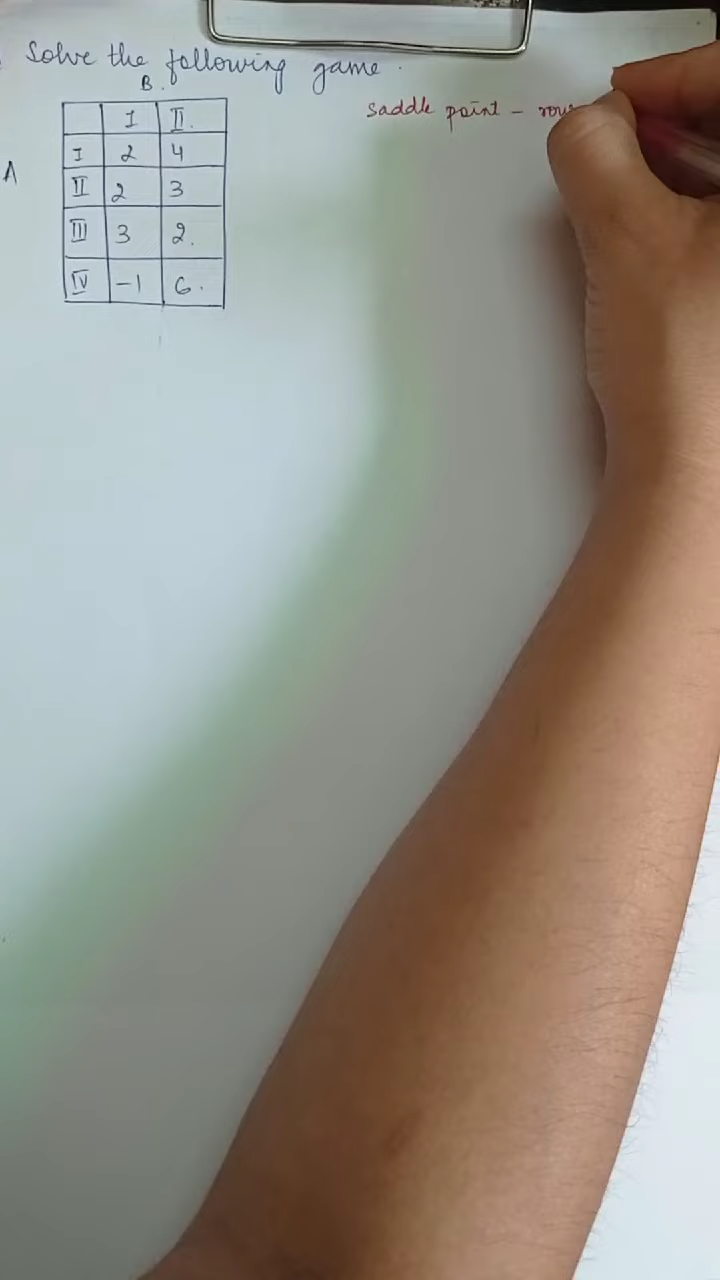 Solve the following game.
B.
I II.
A
I 2 4
II 2 3
III 3 2.
IV -1 6.
saddle point -